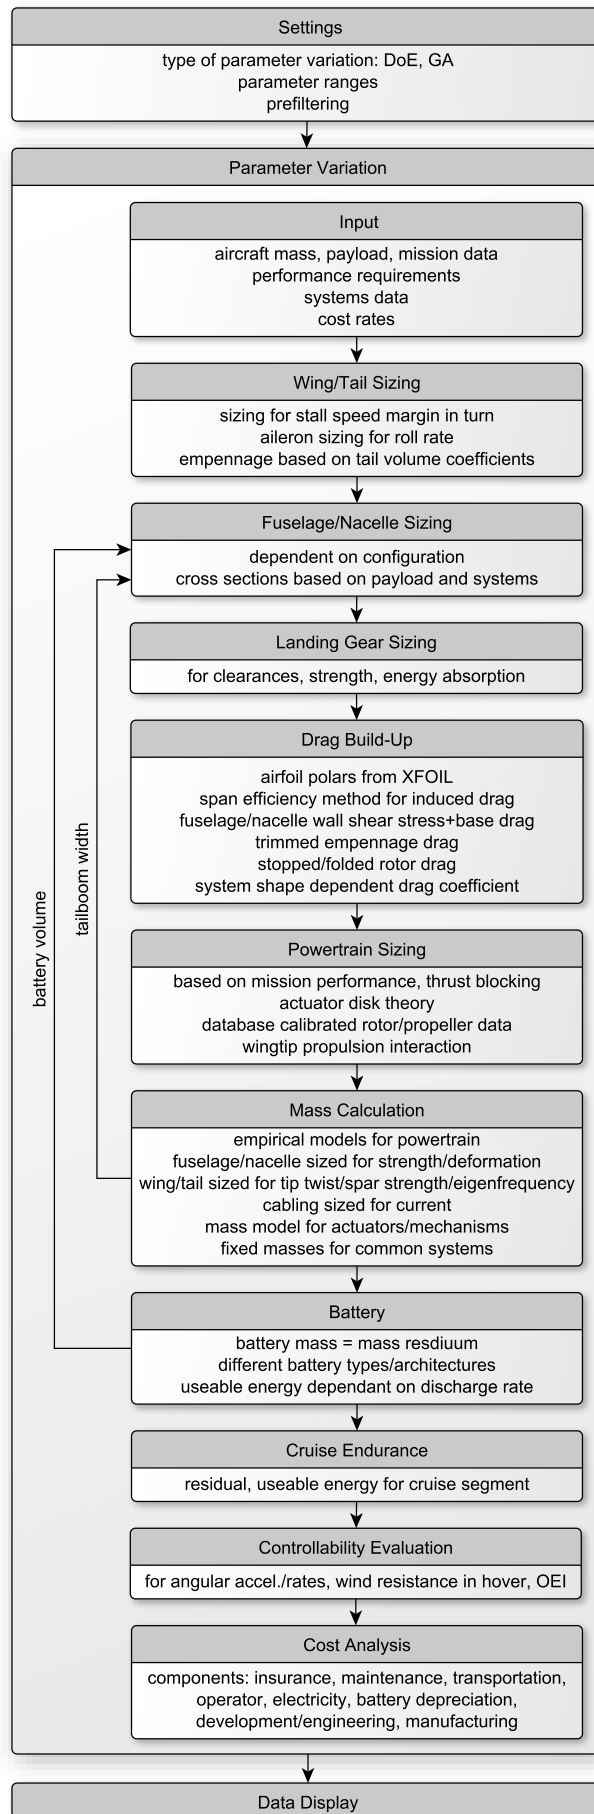 Settings
type of parameter variation: DoE, GA
parameter ranges
prefiltering
Parameter Variation
Input
aircraft mass, payload, mission data
performance requirements
systems data
cost rates
Wing/Tail Sizing
sizing for stall speed margin in turn
aileron sizing for roll rate
empennage based on tail volume coefficients
Fuselage/Nacelle Sizing
dependent on configuration
cross sections based on payload and systems
Landing Gear Sizing
for clearances, strength, energy absorption
Drag Build-Up
airfoil polars from XFOIL
span efficiency method for induced drag
fuselage/nacelle wall shear stress+base drag
trimmed empennage drag
stopped/folded rotor drag
system shape dependent drag coefficient
battery volume
tailboom width
Powertrain Sizing
based on mission performance, thrust blocking
actuator disk theory
database calibrated rotor/propeller data
wingtip propulsion interaction
Mass Calculation
empirical models for powertrain
fuselage/nacelle sized for strength/deformation
wing/tail sized for tip twist/spar strength/eigenfrequency
cabling sized for current
mass model for actuators/mechanisms
fixed masses for common systems
Battery
battery mass = mass resdiuum
different battery types/architectures
useable energy dependant on discharge rate
Cruise Endurance
residual, useable energy for cruise segment
Controllability Evaluation
for angular accel./rates, wind resistance in hover, OEI
Cost Analysis
components: insurance, maintenance, transportation,
operator, electricity, battery depreciation,
development/engineering, manufacturing
Data Display